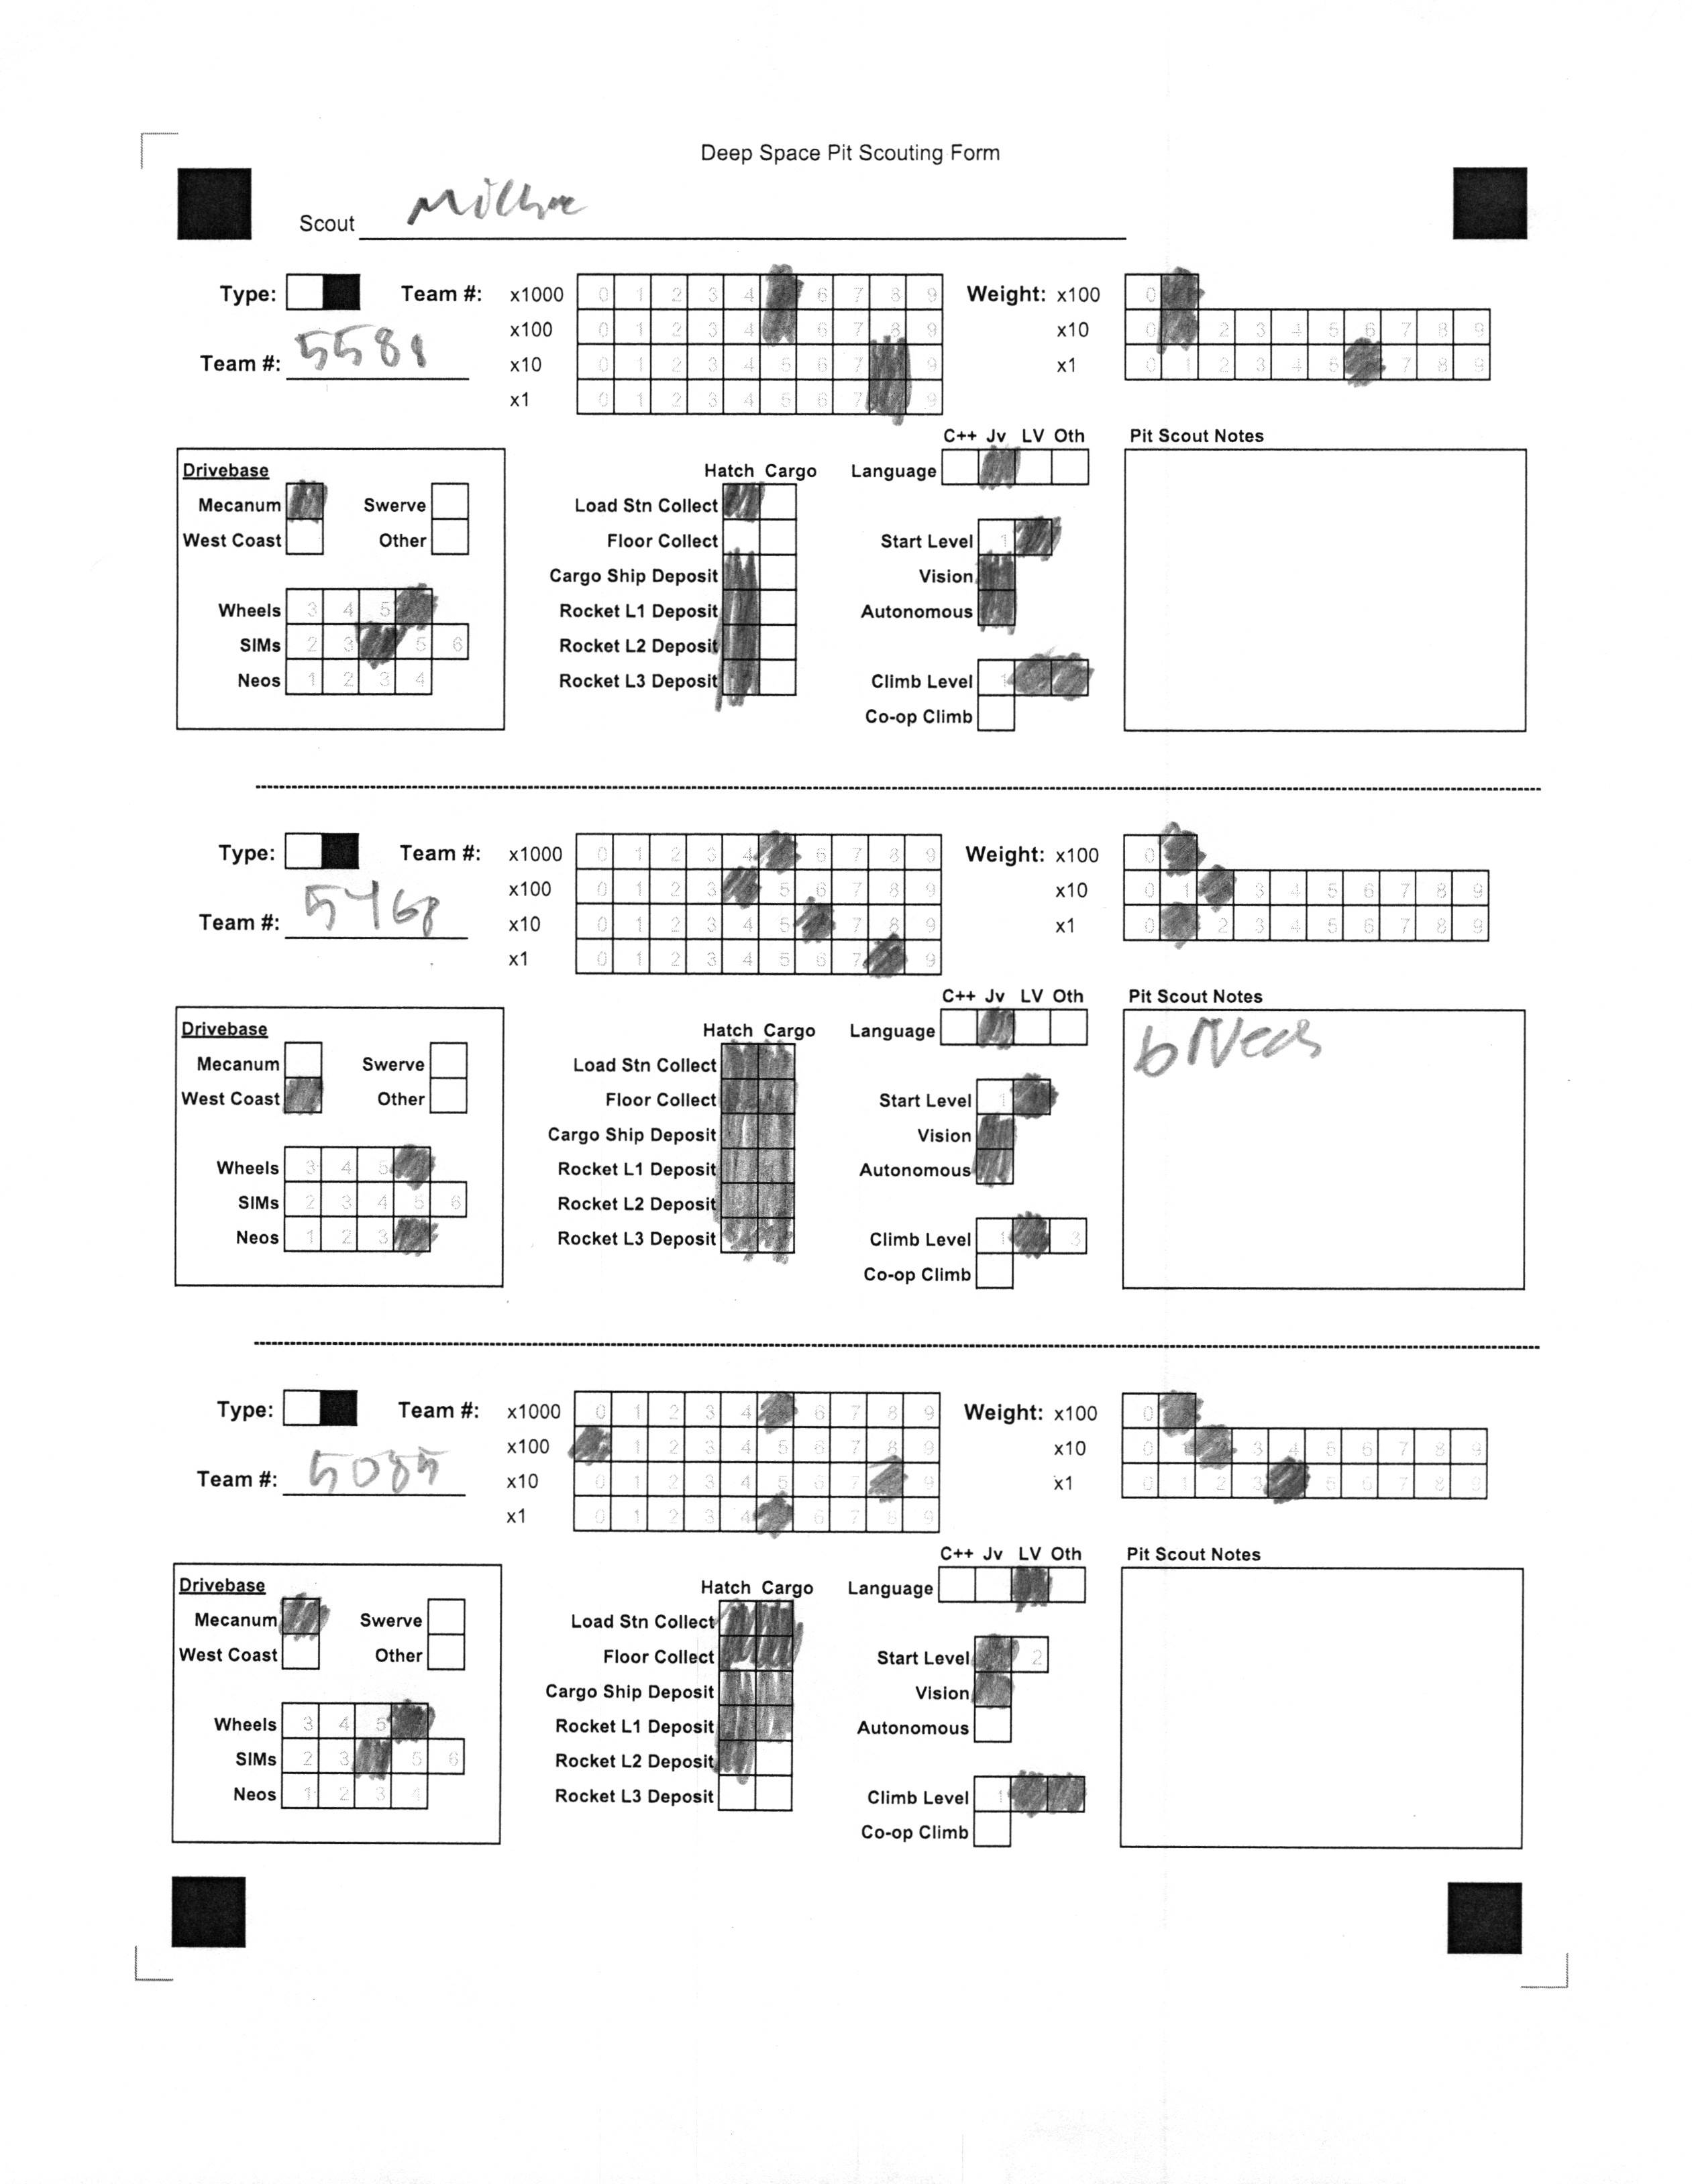 Deep Space Pit Scouting Form
Scout
Type: Team #: x1000 0 1 2 3 4 6 7 8 9 Weight: x100 0
x100 0 1 2 3 4 6 7 8 9 x10 0 2 3 4 5 6 7 8 9
Team #: 5588 x10 0 1 2 3 4 5 6 7 9 x1 0 1 2 3 4 5 7 8 9
x1 0 1 2 3 4 5 6 7 9
C++ Jv LV Oth Pit Scout Notes
Drivebase Hatch Cargo Language
Mecanum Swerve Load Stn Collect
West Coast Other Floor Collect Start Level 1
Cargo Ship Deposit Vision
Wheels 3 4 5 Rocket L1 Deposit Autonomous
SIMs 2 3 5 6 Rocket L2 Deposit
Neos 1 2 3 4 Rocket L3 Deposit Climb Level 1
Co-op Climb
Type: Team #: x1000 0 1 2 3 4 6 7 8 9 Weight: x100 0
x100 0 1 2 3 5 6 7 8 9 x10 0 1 3 4 5 6 7 8 9
Team #: 5468 x10 0 1 2 3 4 5 7 8 9 x1 0 2 3 4 5 6 7 8 9
x1 0 1 2 3 4 5 6 7 9
C++ Jv LV Oth Pit Scout Notes
Drivebase Hatch Cargo Language 6 Neos
Mecanum Swerve Load Stn Collect
West Coast Other Floor Collect Start Level 1
Cargo Ship Deposit Vision
Wheels 3 4 5 Rocket L1 Deposit Autonomous
SIMs 2 3 4 5 6 Rocket L2 Deposit
Neos 1 2 3 Rocket L3 Deposit Climb Level 1 3
Co-op Climb
Type: Team #: x1000 0 1 2 3 4 6 7 8 9 Weight: x100 0
x100 1 2 3 4 5 6 7 8 9 x10 0 1 3 4 5 6 7 8 9
Team #: 5085 x10 0 1 2 3 4 5 6 7 9 x1 0 1 2 3 5 6 7 8 9
x1 0 1 2 3 4 6 7 8 9
C++ Jv LV Oth Pit Scout Notes
Drivebase Hatch Cargo Language
Mecanum Swerve Load Stn Collect
West Coast Other Floor Collect Start Level 2
Cargo Ship Deposit Vision
Wheels 3 4 5 Rocket L1 Deposit Autonomous
SIMs 2 3 5 6 Rocket L2 Deposit
Neos 1 2 3 4 Rocket L3 Deposit Climb Level 1
Co-op Climb